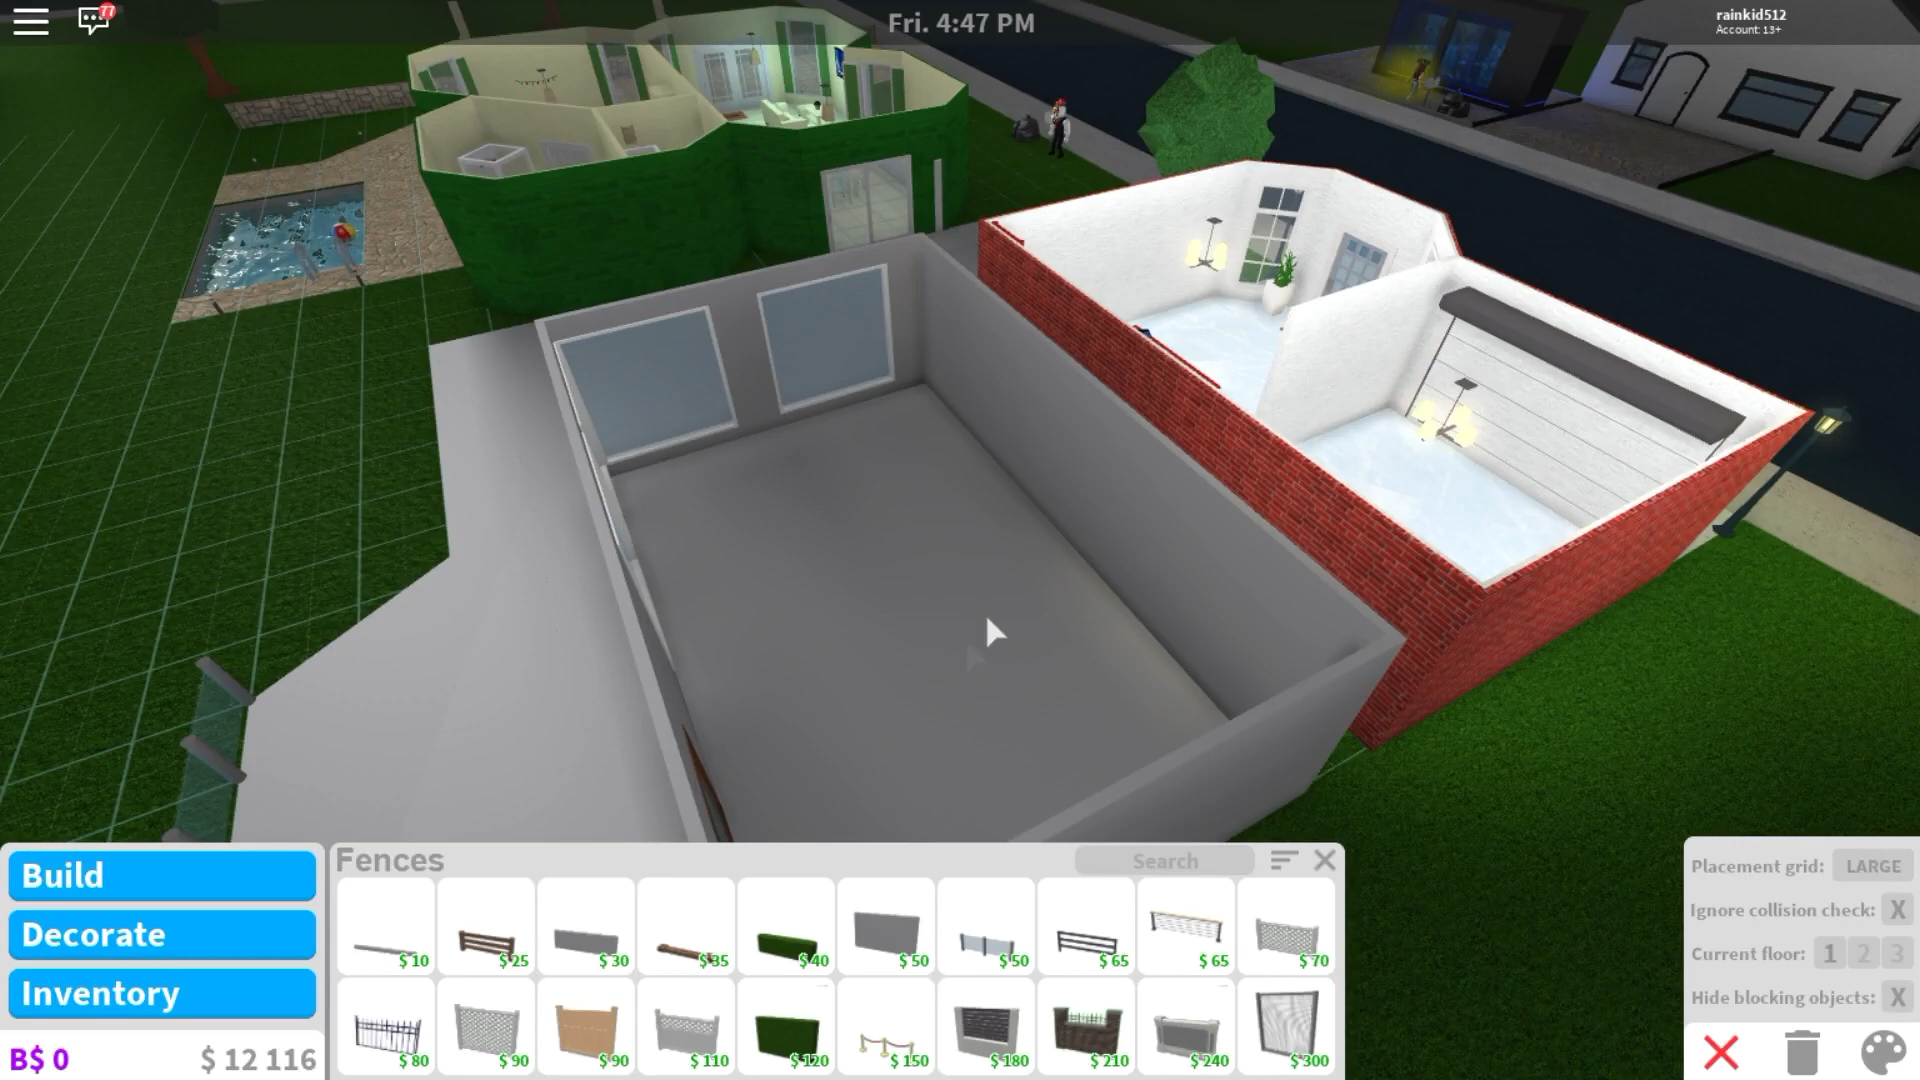 77
Fri. 4:47 PM
rainkid512
Account: 13+
Build
Decorate
Inventory
B$ 0
$ 12 116
Fences
Search
$ 10
$ 25
$ 30
$ 35
$ 40
$ 50
$ 50
$ 65
$ 65
$ 70
$ 80
$ 90
$ 90
$ 110
$ 120
$ 150
$ 180
$ 210
$ 240
$ 300
Placement grid: LARGE
Ignore collision check: X
Current floor: 1 2 3
Hide blocking objects: X